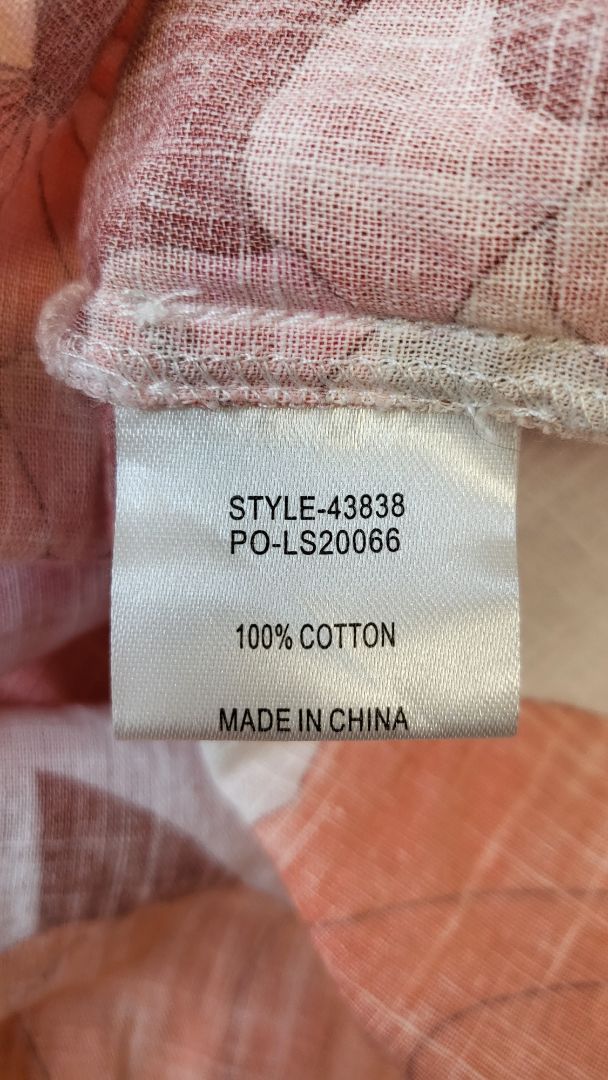 STYLE-43838
PO-LS20066
100% COTTON
MADE IN CHINA